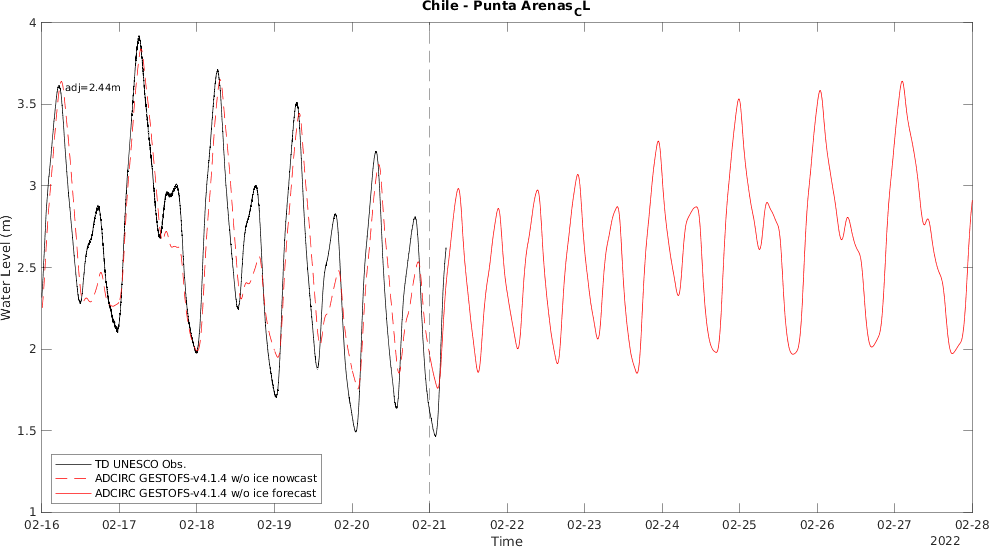 Chile - Punta Arenas_CL
4
adj=2.44m
3.5
3
2.5
2
1.5
1
Water Level (m)
TD UNESCO Obs.
ADCIRC GESTOFS-v4.1.4 w/o ice nowcast
ADCIRC GESTOFS-v4.1.4 w/o ice forecast
02-16 02-17 02-18 02-19 02-20 02-21 02-22 02-23 02-24 02-25 02-26 02-27 02-28
Time
2022